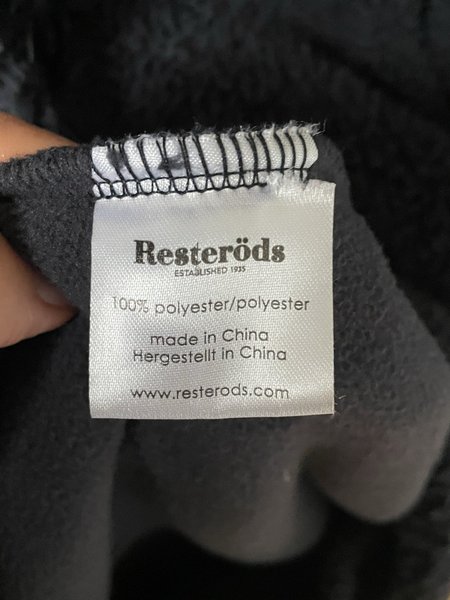 Resteröds
ESTABLISHED 1935
100% polyester/polyester
made in China
Hergestellt in China
www.resterods.com